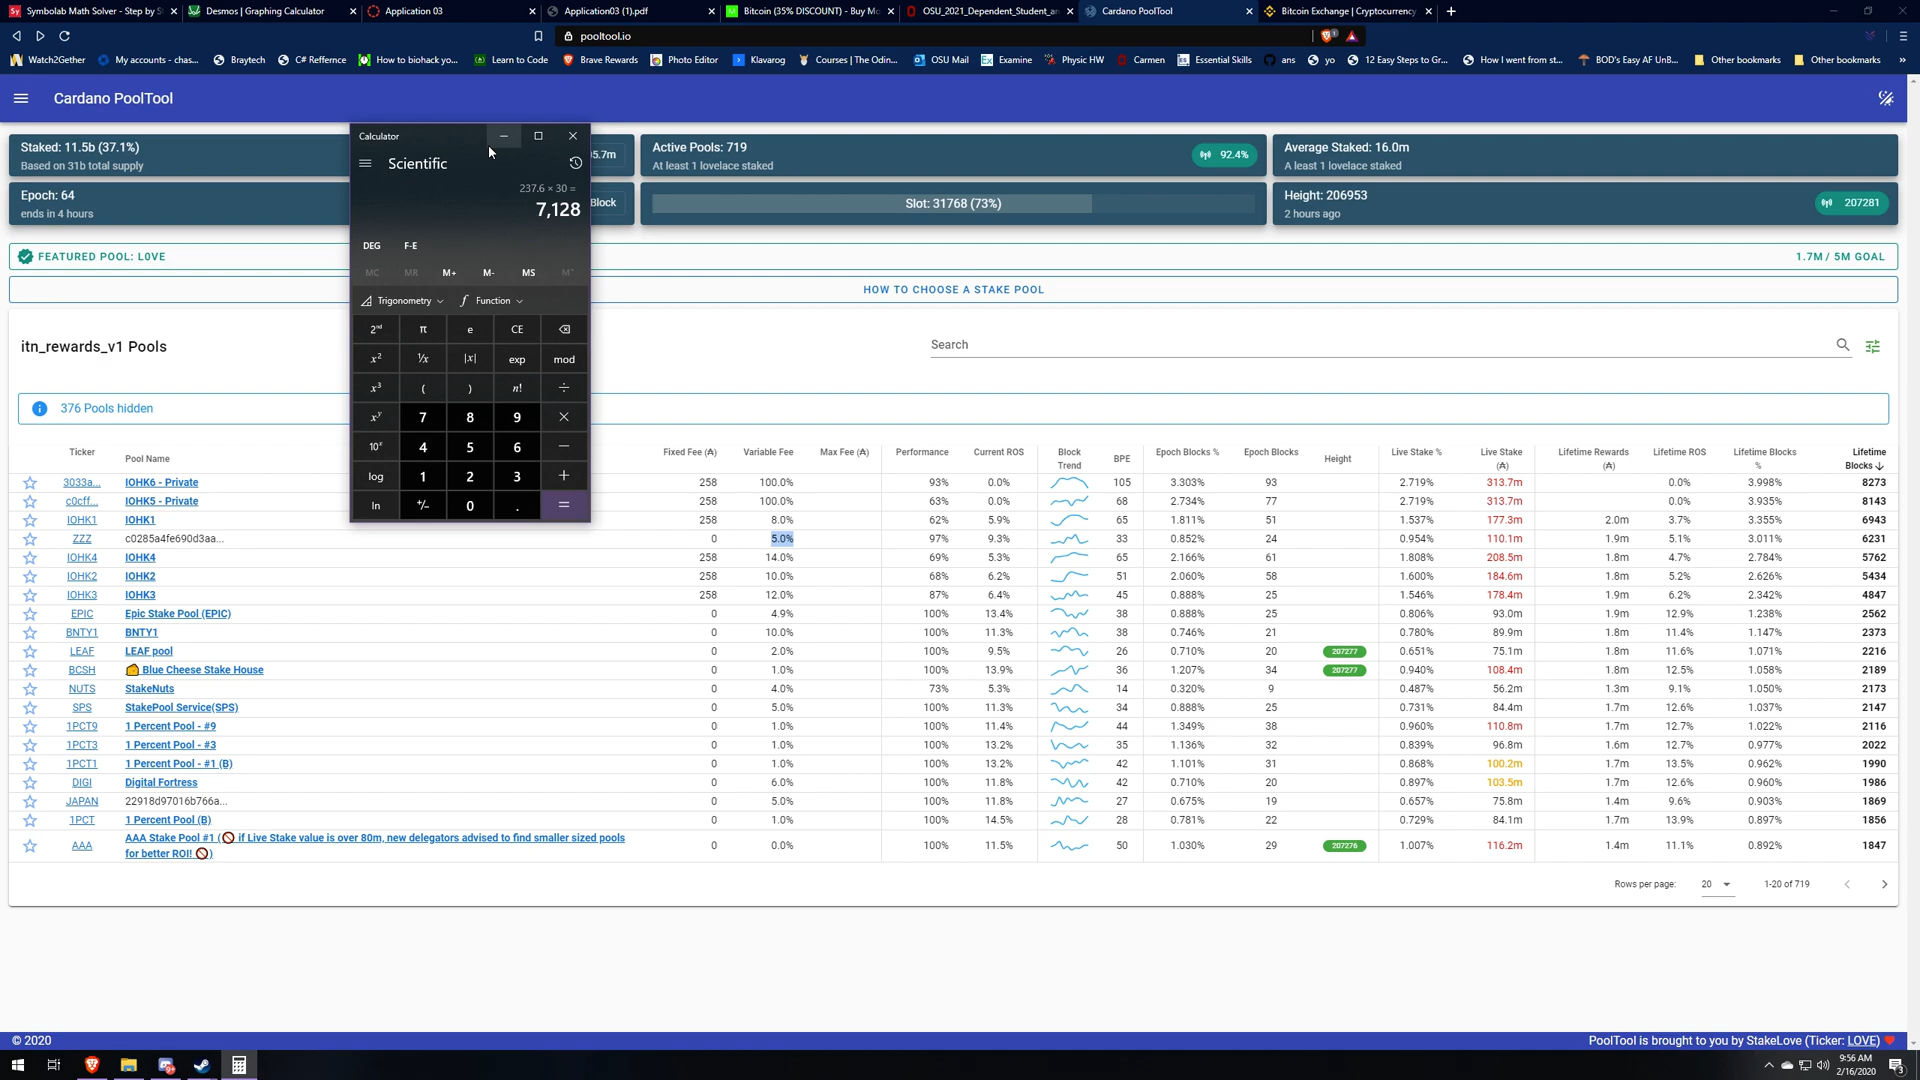 Symbolab Math Solver - Step by S
Desmos | Graphing Calculator
Application 03
Application03 (1).pdf
Bitcoin (35% DISCOUNT) - Buy Mo
OSU_2021_Dependent_Student_an
Cardano PoolTool
Bitcoin Exchange | Cryptocurrency
pooltool.io
Watch2Gether
My accounts - chas...
Braytech
C# Reffernce
How to biohack yo...
Learn to Code
Brave Rewards
Photo Editor
Klavarog
Courses | The Odin...
OSU Mail
Examine
Physic HW
Carmen
Essential Skills
ans
yo
12 Easy Steps to Gr...
How I went from st...
BOD's Easy AF UnB...
Other bookmarks
Other bookmarks
Cardano PoolTool
Staked: 11.5b (37.1%)
Based on 31b total supply
5.7m
Active Pools: 719
At least 1 lovelace staked
92.4%
Average Staked: 16.0m
A least 1 lovelace staked
Epoch: 64
ends in 4 hours
Block
Slot: 31768 (73%)
Height: 206953
2 hours ago
207281
FEATURED POOL: L0VE
1.7M / 5M GOAL
HOW TO CHOOSE A STAKE POOL
itn_rewards_v1 Pools
Search
376 Pools hidden
Calculator
Scientific
237.6 × 30 =
7,128
DEG F-E
MC MR M+ M- MS M˅
Trigonometry Function
2ⁿᵈ π e CE
x² ¹/x |x| exp mod
x³ ( ) n! ÷
xʸ 7 8 9 ×
10ˣ 4 5 6 −
log 1 2 3 +
ln +/− 0 . =
Ticker Pool Name Fixed Fee (₳) Variable Fee Max Fee (₳) Performance Current ROS Block Trend BPE Epoch Blocks % Epoch Blocks Height Live Stake % Live Stake (₳) Lifetime Rewards (₳) Lifetime ROS Lifetime Blocks % Lifetime Blocks ↓
3033a... IOHK6 - Private 258 100.0% 93% 0.0% 105 3.303% 93 2.719% 313.7m 0.0% 3.998% 8273
c0cff... IOHK5 - Private 258 100.0% 63% 0.0% 68 2.734% 77 2.719% 313.7m 0.0% 3.935% 8143
IOHK1 IOHK1 258 8.0% 62% 5.9% 65 1.811% 51 1.537% 177.3m 2.0m 3.7% 3.355% 6943
ZZZ c0285a4fe690d3aa... 0 5.0% 97% 9.3% 33 0.852% 24 0.954% 110.1m 1.9m 5.1% 3.011% 6231
IOHK4 IOHK4 258 14.0% 69% 5.3% 65 2.166% 61 1.808% 208.5m 1.8m 4.7% 2.784% 5762
IOHK2 IOHK2 258 10.0% 68% 6.2% 51 2.060% 58 1.600% 184.6m 1.8m 5.2% 2.626% 5434
IOHK3 IOHK3 258 12.0% 87% 6.4% 45 0.888% 25 1.546% 178.4m 1.9m 6.2% 2.342% 4847
EPIC Epic Stake Pool (EPIC) 0 4.9% 100% 13.4% 38 0.888% 25 0.806% 93.0m 1.9m 12.9% 1.238% 2562
BNTY1 BNTY1 0 10.0% 100% 11.3% 38 0.746% 21 0.780% 89.9m 1.8m 11.4% 1.147% 2373
LEAF LEAF pool 0 2.0% 100% 9.5% 26 0.710% 20 207277 0.651% 75.1m 1.8m 11.6% 1.071% 2216
BCSH 🧀 Blue Cheese Stake House 0 1.0% 100% 13.9% 36 1.207% 34 207277 0.940% 108.4m 1.8m 12.5% 1.058% 2189
NUTS StakeNuts 0 4.0% 73% 5.3% 14 0.320% 9 0.487% 56.2m 1.3m 9.1% 1.050% 2173
SPS StakePool Service(SPS) 0 5.0% 100% 11.3% 34 0.888% 25 0.731% 84.4m 1.7m 12.6% 1.037% 2147
1PCT9 1 Percent Pool - #9 0 1.0% 100% 11.4% 44 1.349% 38 0.960% 110.8m 1.7m 12.7% 1.022% 2116
1PCT3 1 Percent Pool - #3 0 1.0% 100% 13.2% 35 1.136% 32 0.839% 96.8m 1.6m 12.7% 0.977% 2022
1PCT1 1 Percent Pool - #1 (B) 0 1.0% 100% 13.2% 42 1.101% 31 0.868% 100.2m 1.7m 13.5% 0.962% 1990
DIGI Digital Fortress 0 6.0% 100% 11.8% 42 0.710% 20 0.897% 103.5m 1.7m 12.6% 0.960% 1986
JAPAN 22918d97016b766a... 0 5.0% 100% 11.8% 27 0.675% 19 0.657% 75.8m 1.4m 9.6% 0.903% 1869
1PCT 1 Percent Pool (B) 0 1.0% 100% 14.5% 28 0.781% 22 0.729% 84.1m 1.7m 13.9% 0.897% 1856
AAA AAA Stake Pool #1 (🚫 if Live Stake value is over 80m, new delegators advised to find smaller sized pools
for better ROI! 🚫) 0 0.0% 100% 11.5% 50 1.030% 29 207276 1.007% 116.2m 1.4m 11.1% 0.892% 1847
Rows per page: 20 1-20 of 719
© 2020
PoolTool is brought to you by StakeLove (Ticker: LOVE)
9:56 AM
2/16/2020
3